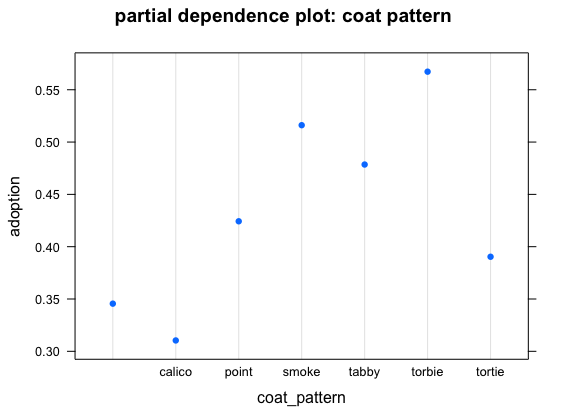 partial dependence plot: coat pattern
adoption
0.55
0.50
0.45
0.40
0.35
0.30
calico point smoke tabby torbie tortie
coat_pattern